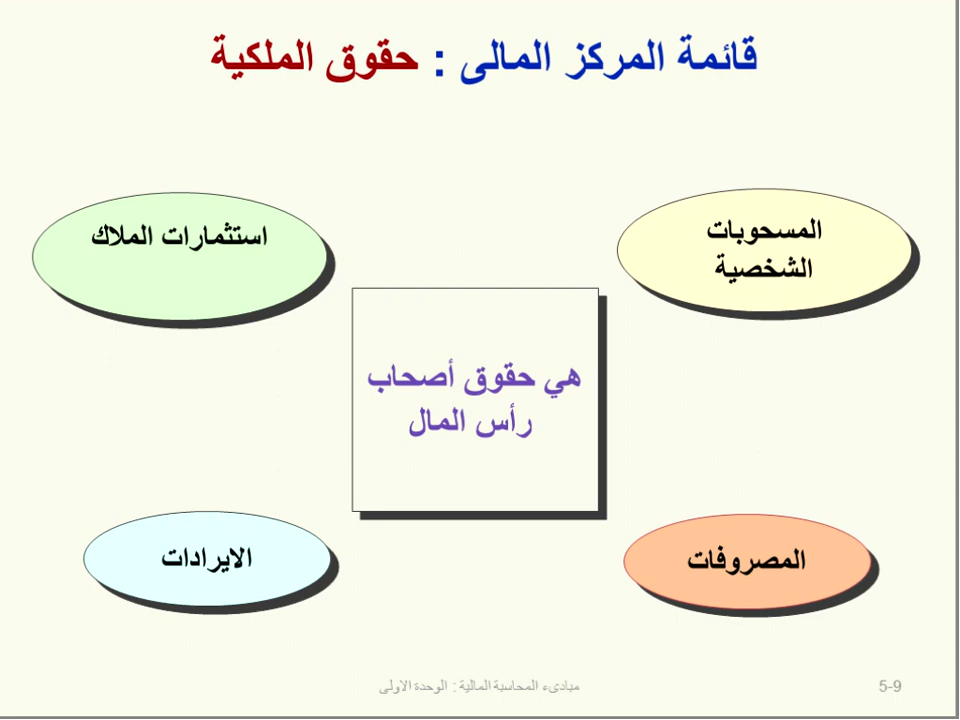 قائمة المركز المالى : حقوق الملكية
المسحوبات
الشخصية
استثمارات الملاك
هي حقوق أصحاب
رأس المال
المصروفات
الايرادات
مبادىء المحاسبة المالية : الوحدة الاولى
5-9